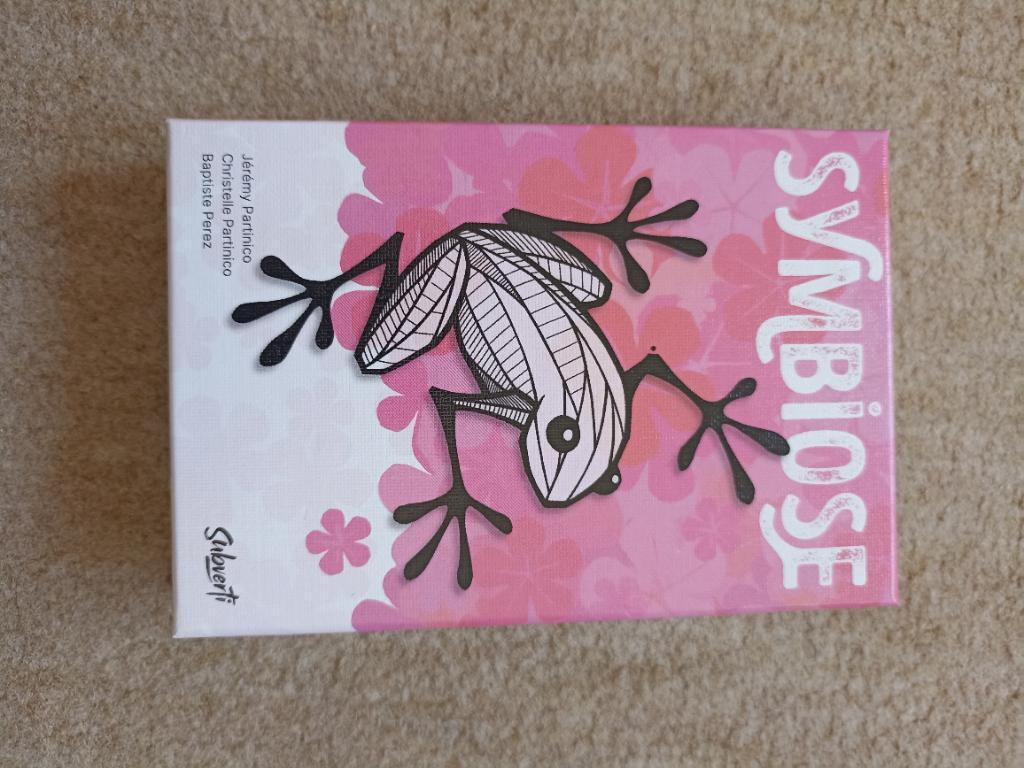 SYMBIOSE
Jérémy Partinico
Christelle Partinico
Baptiste Perez
Subverti